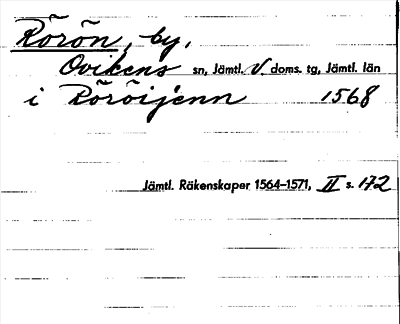 Rörön, by,
Ovikens sn, Jämtl. V. doms. tg, Jämtl. län
i Röröijenn 1568
Jämtl. Räkenskaper 1564–1571, II s. 172